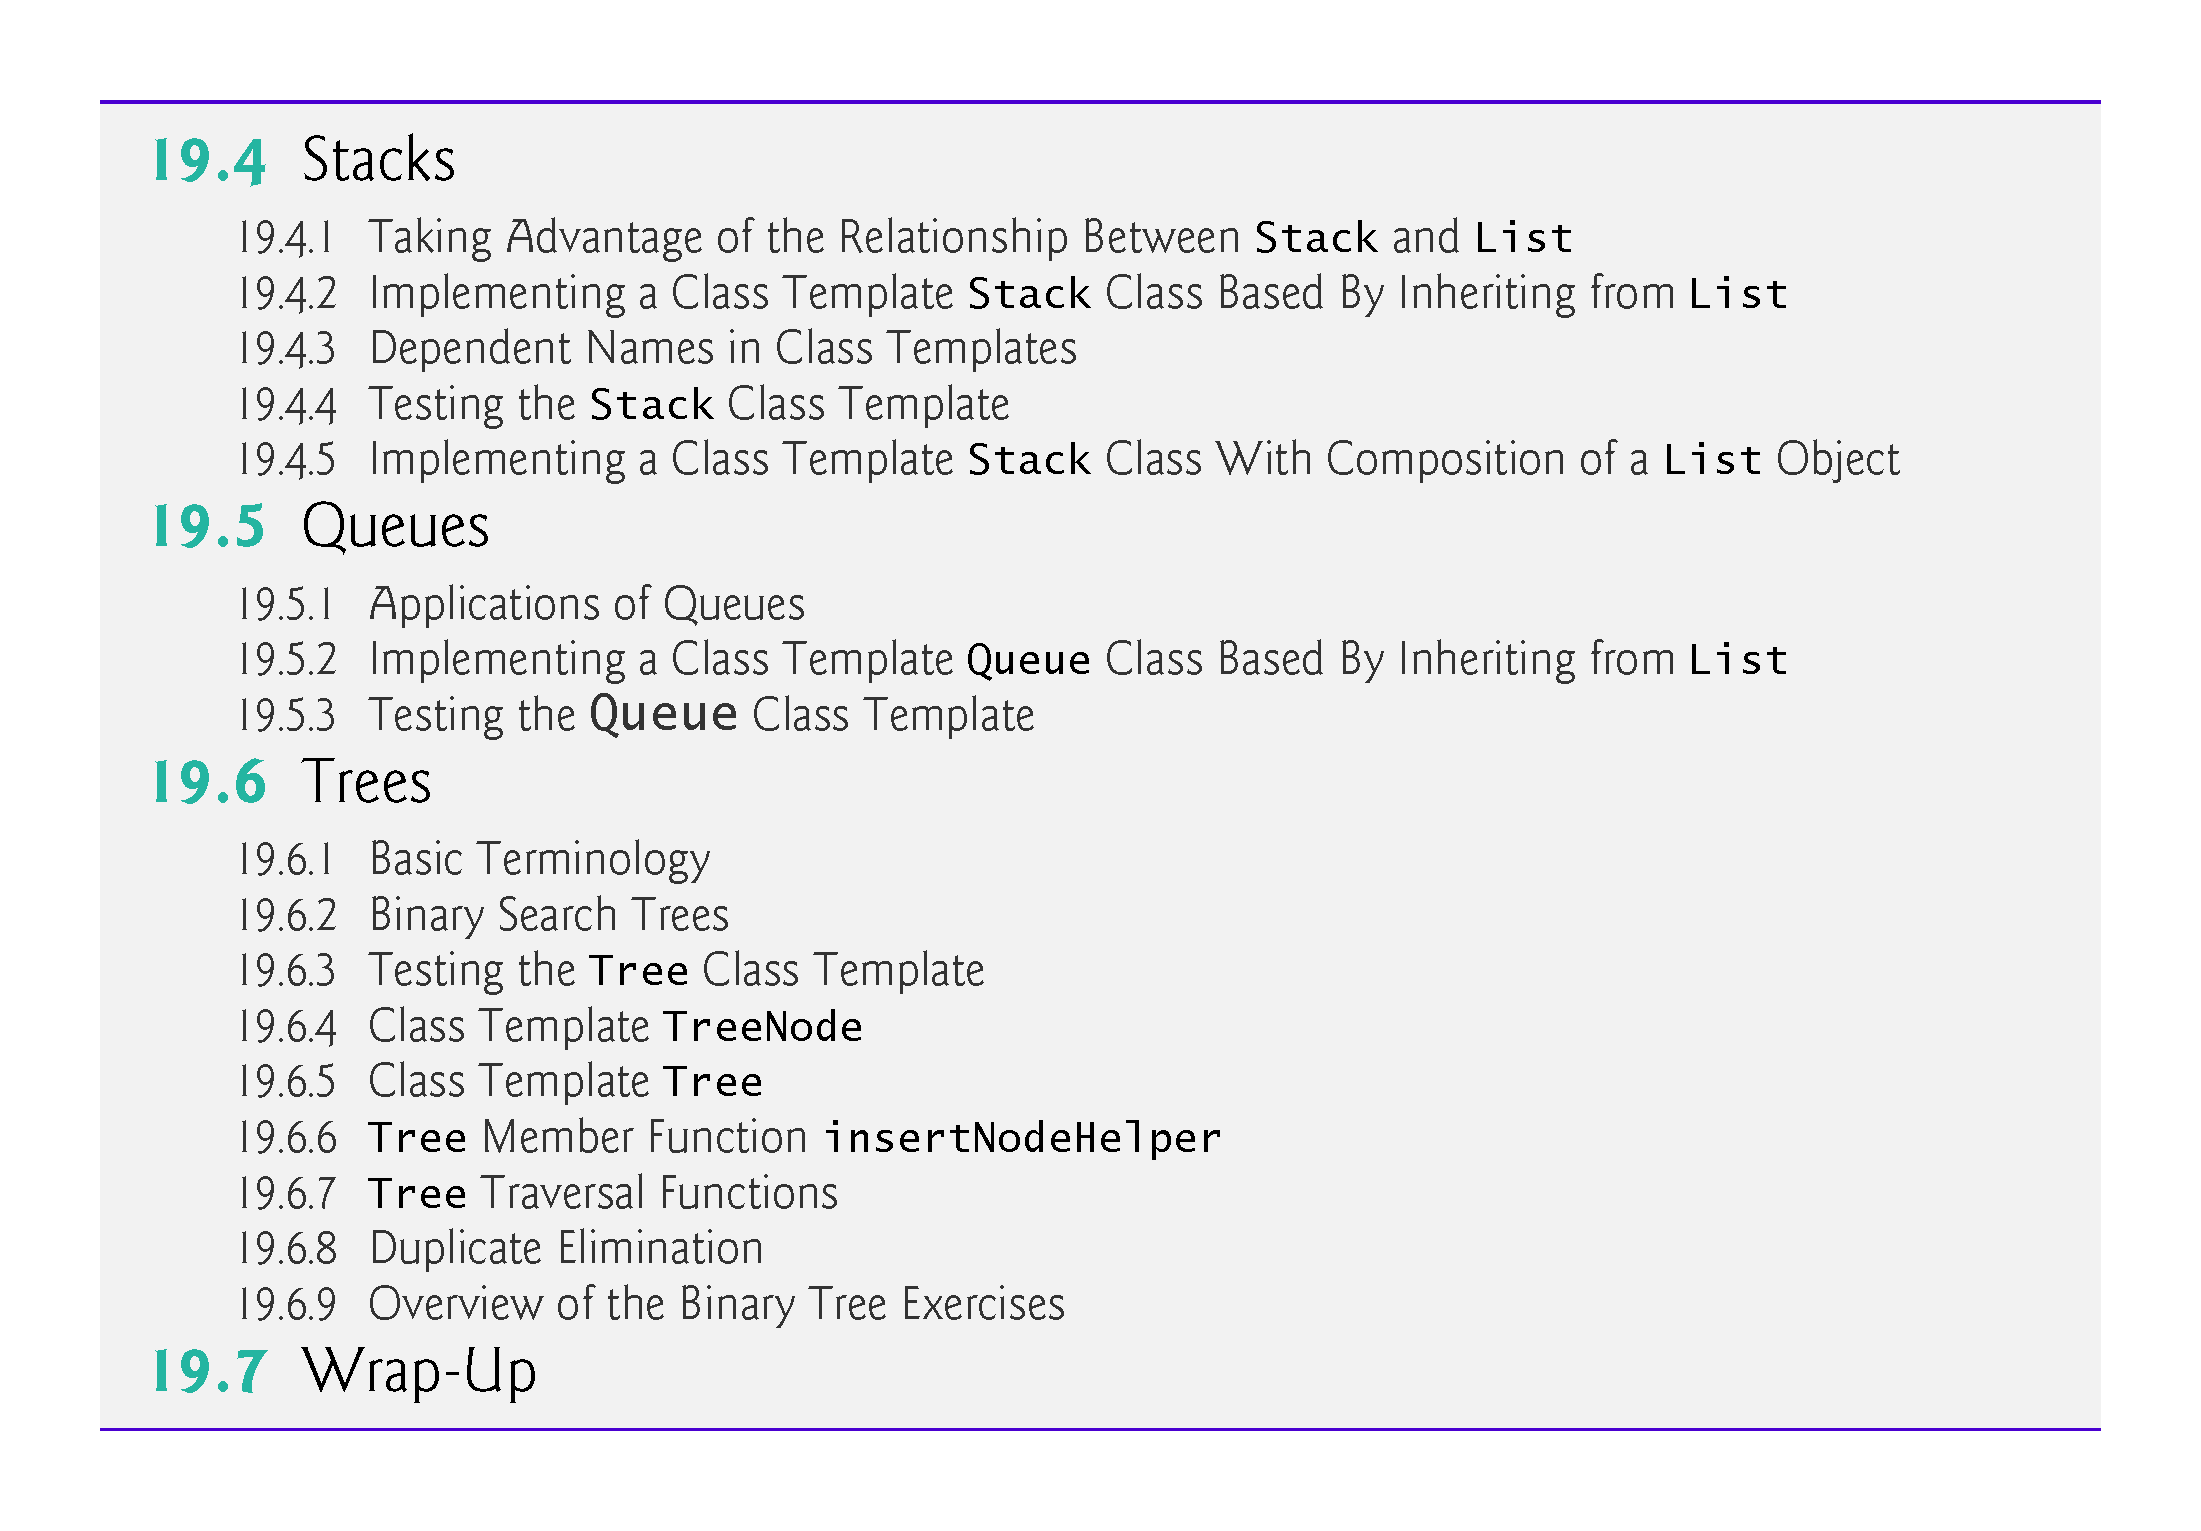 19.4 Stacks
19.4.1 Taking Advantage of the Relationship Between Stack and List
19.4.2 Implementing a Class Template Stack Class Based By Inheriting from List
19.4.3 Dependent Names in Class Templates
19.4.4 Testing the Stack Class Template
19.4.5 Implementing a Class Template Stack Class With Composition of a List Object
19.5 Queues
19.5.1 Applications of Queues
19.5.2 Implementing a Class Template Queue Class Based By Inheriting from List
19.5.3 Testing the Queue Class Template
19.6 Trees
19.6.1 Basic Terminology
19.6.2 Binary Search Trees
19.6.3 Testing the Tree Class Template
19.6.4 Class Template TreeNode
19.6.5 Class Template Tree
19.6.6 Tree Member Function insertNodeHelper
19.6.7 Tree Traversal Functions
19.6.8 Duplicate Elimination
19.6.9 Overview of the Binary Tree Exercises
19.7 Wrap-Up